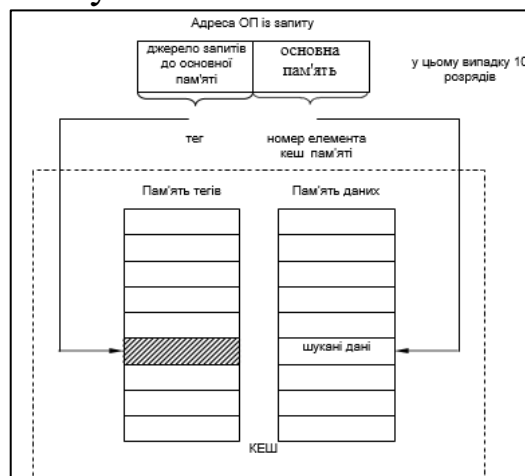 Адреса ОП із запиту
джерело запитів
до основної
пам'яті
основна
пам'ять
у цьому випадку 10
розрядів
тег
номер елемента
кеш пам'яті
Пам'ять тегів
Пам'ять даних
шукані дані
КЕШ